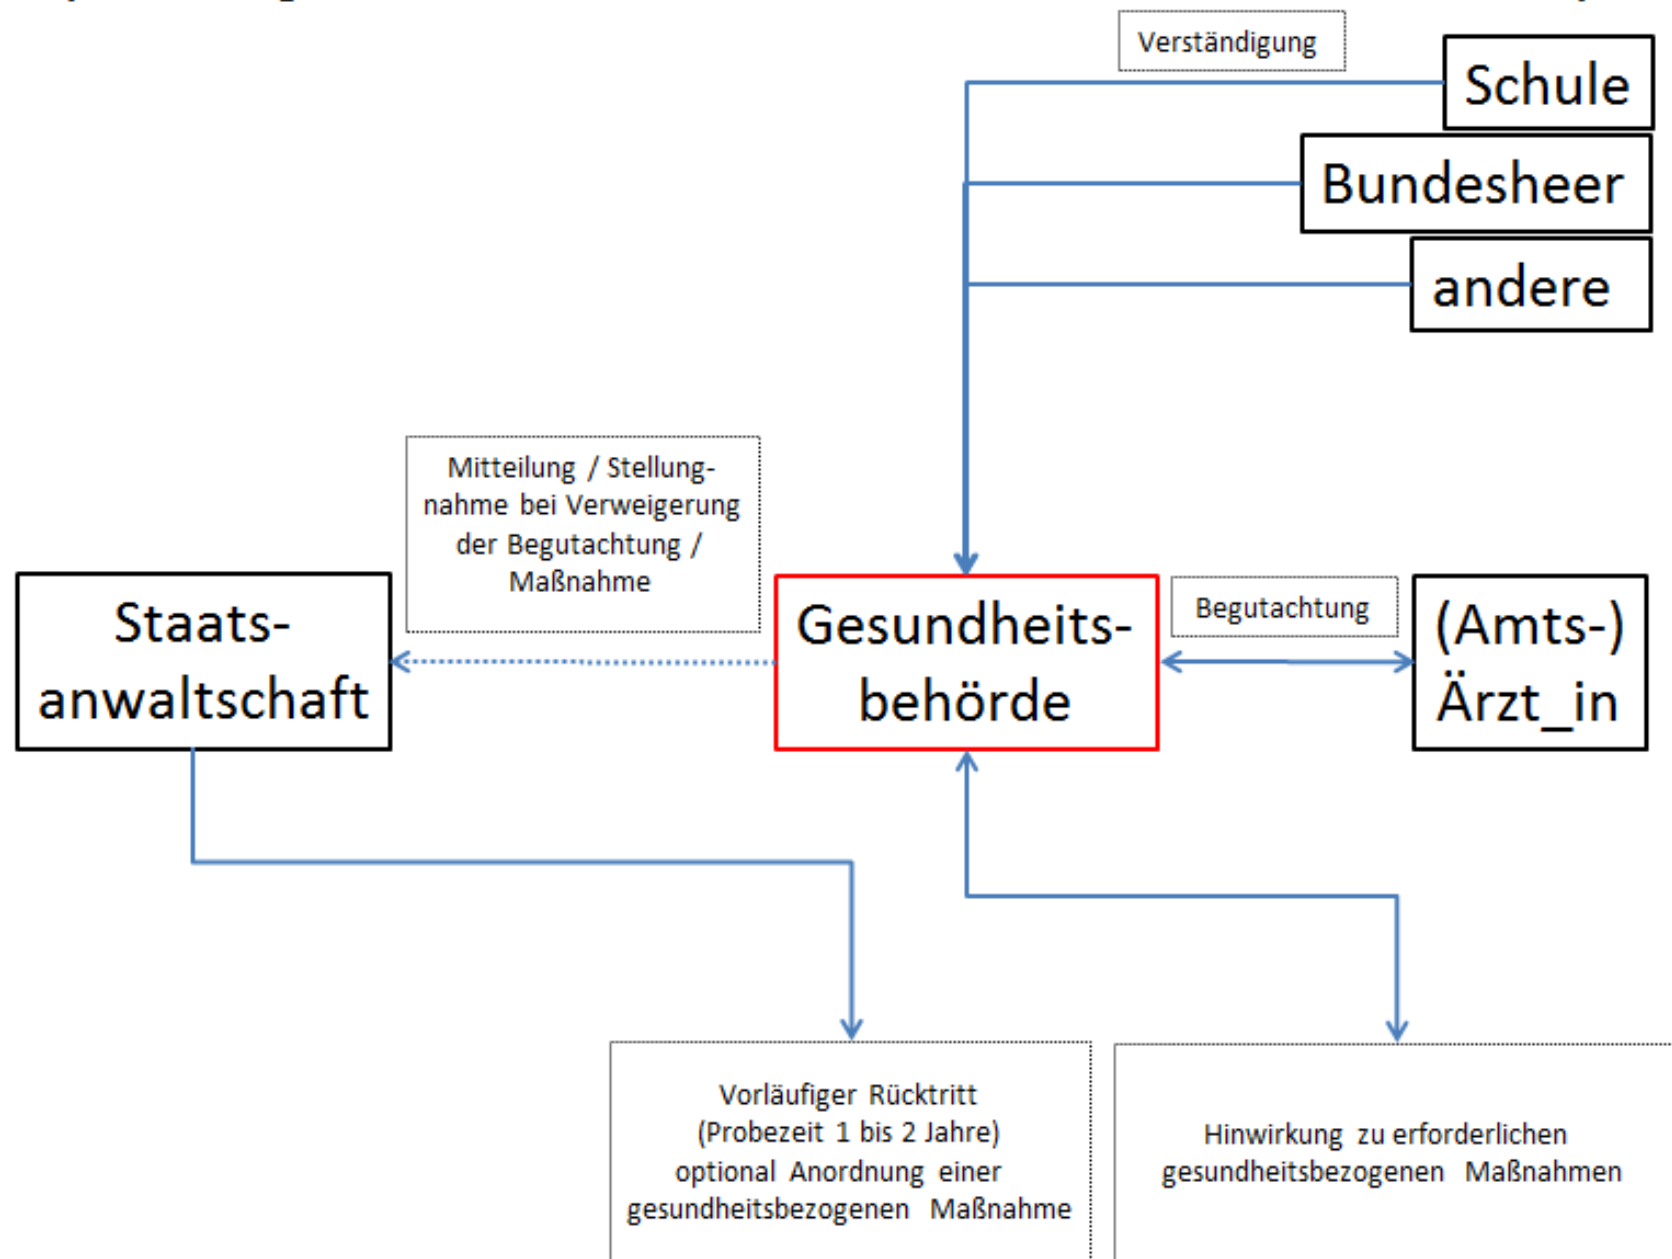 Verständigung
Schule
Bundesheer
andere
Mitteilung / Stellung-
nahme bei Verweigerung
der Begutachtung /
Maßnahme
Staats-
anwaltschaft
Gesundheits-
behörde
Begutachtung
(Amts-)
Ärzt_in
Vorläufiger Rücktritt
(Probezeit 1 bis 2 Jahre)
optional Anordnung einer
gesundheitsbezogenen Maßnahme
Hinwirkung zu erforderlichen
gesundheitsbezogenen Maßnahmen